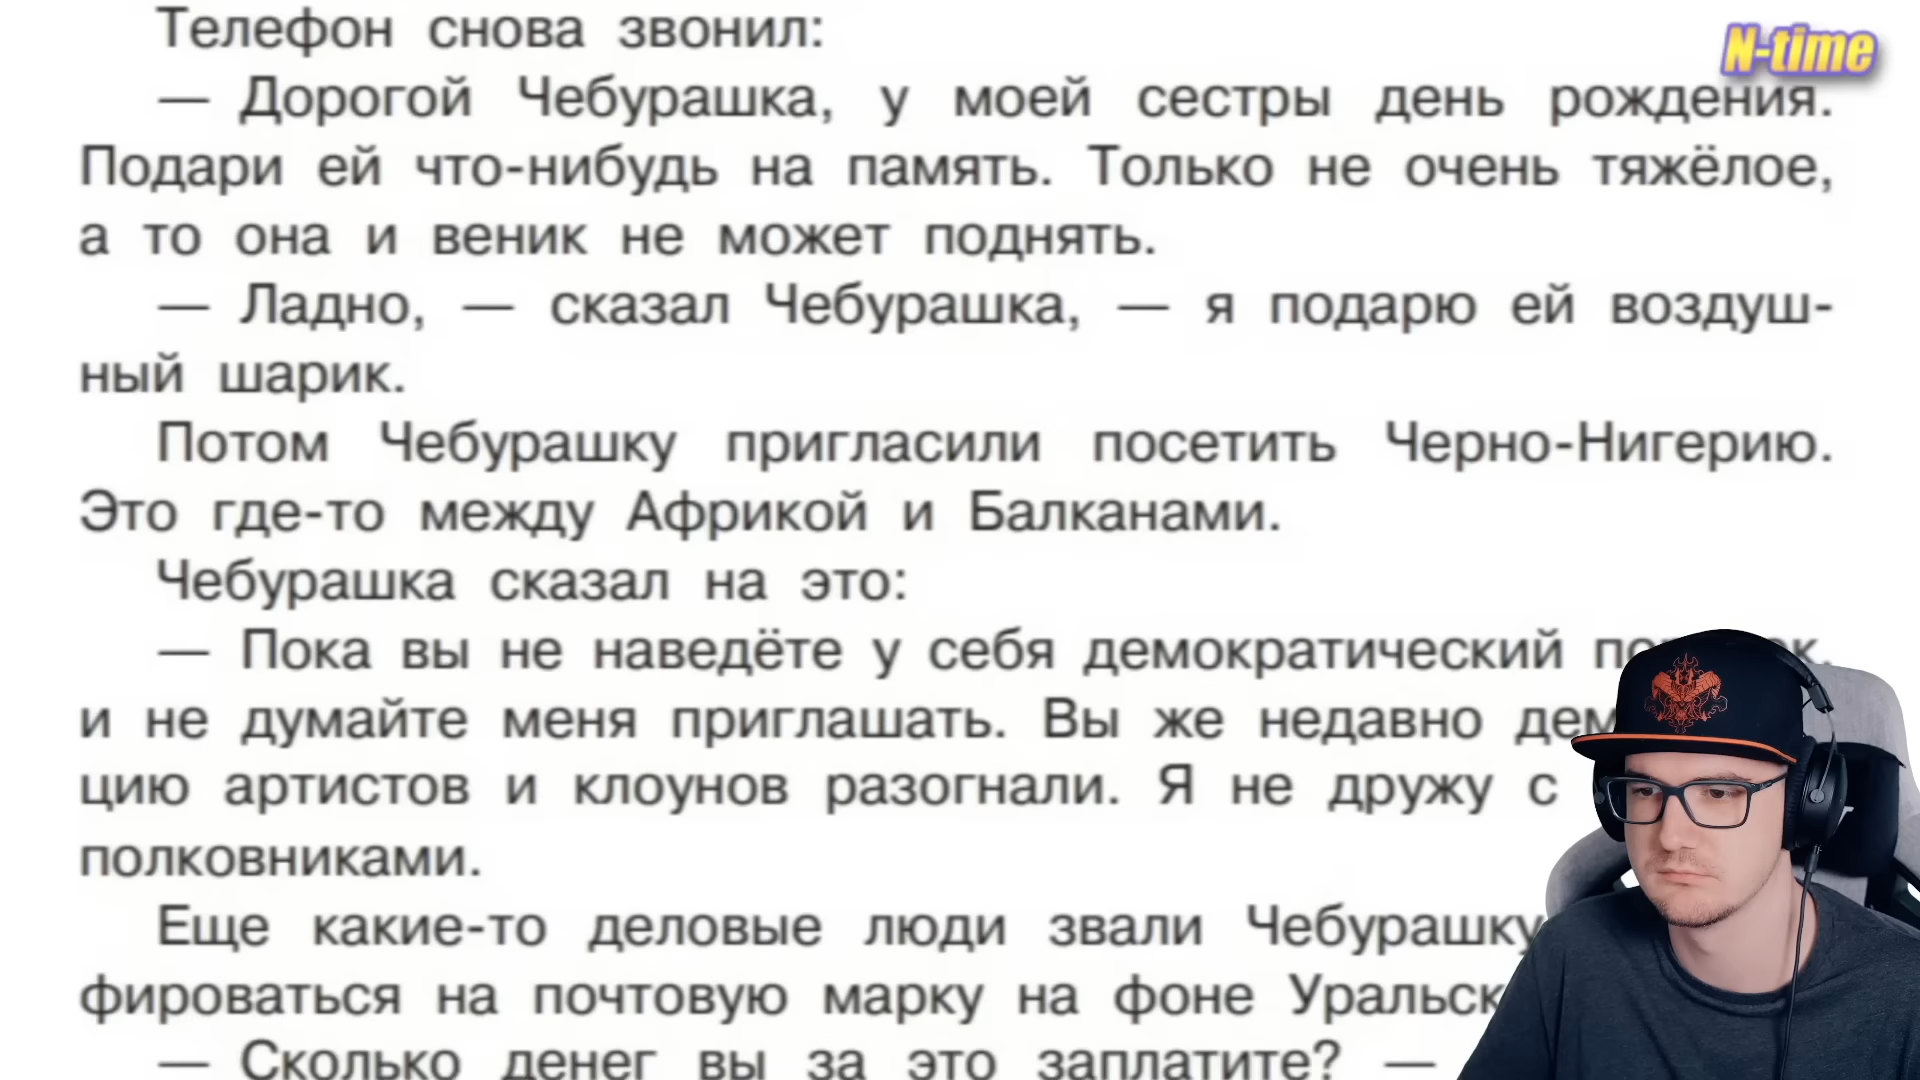 Телефон снова звонил:
N-time
— Дорогой Чебурашка, у моей сестры день рождения.
Подари ей что-нибудь на память. Только не очень тяжёлое,
а то она и веник не может поднять.
— Ладно, — сказал Чебурашка, — я подарю ей воздуш-
ный шарик.
Потом Чебурашку пригласили посетить Черно-Нигерию.
Это где-то между Африкой и Балканами.
Чебурашка сказал на это:
— Пока вы не наведёте у себя демократический
и не думайте меня приглашать. Вы же недавно
цию артистов и клоунов разогнали. Я не дружу с
полковниками.
Еще какие-то деловые люди звали Чебурашку
фироваться на почтовую марку на фоне
— Сколько денег вы за это заплатите? —